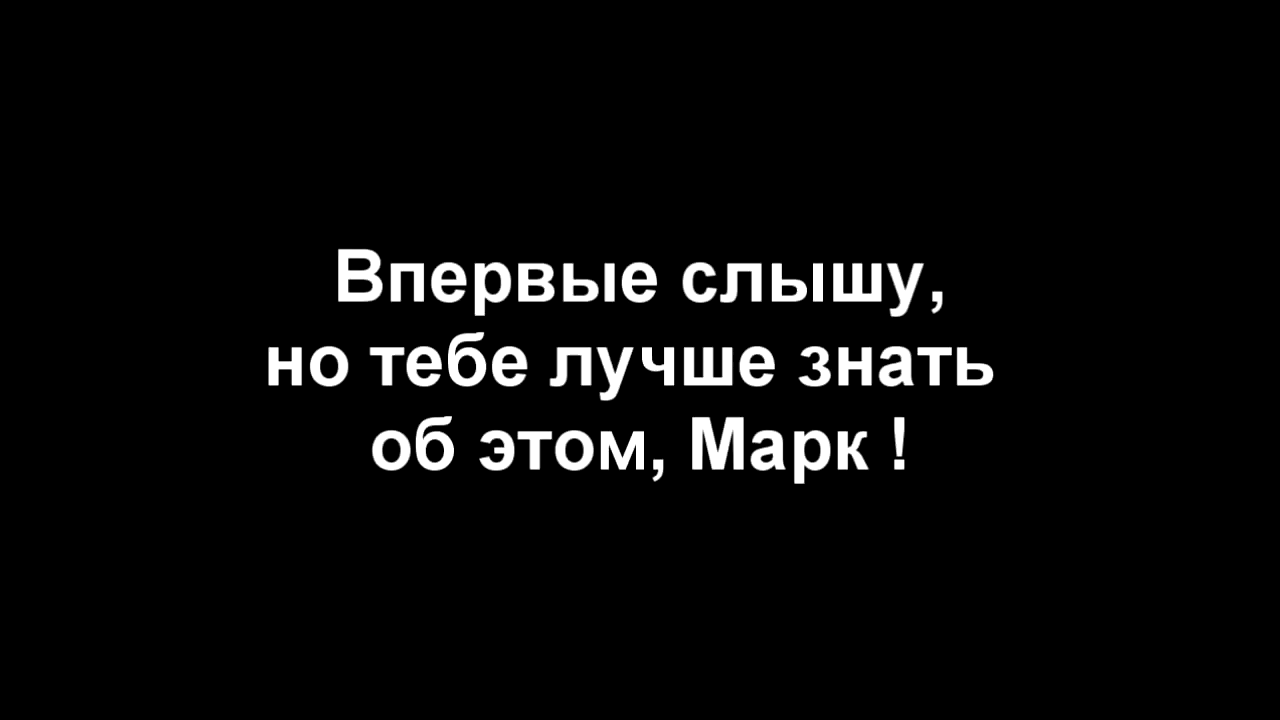 Впервые слышу,
но тебе лучше знать
об этом, Марк !